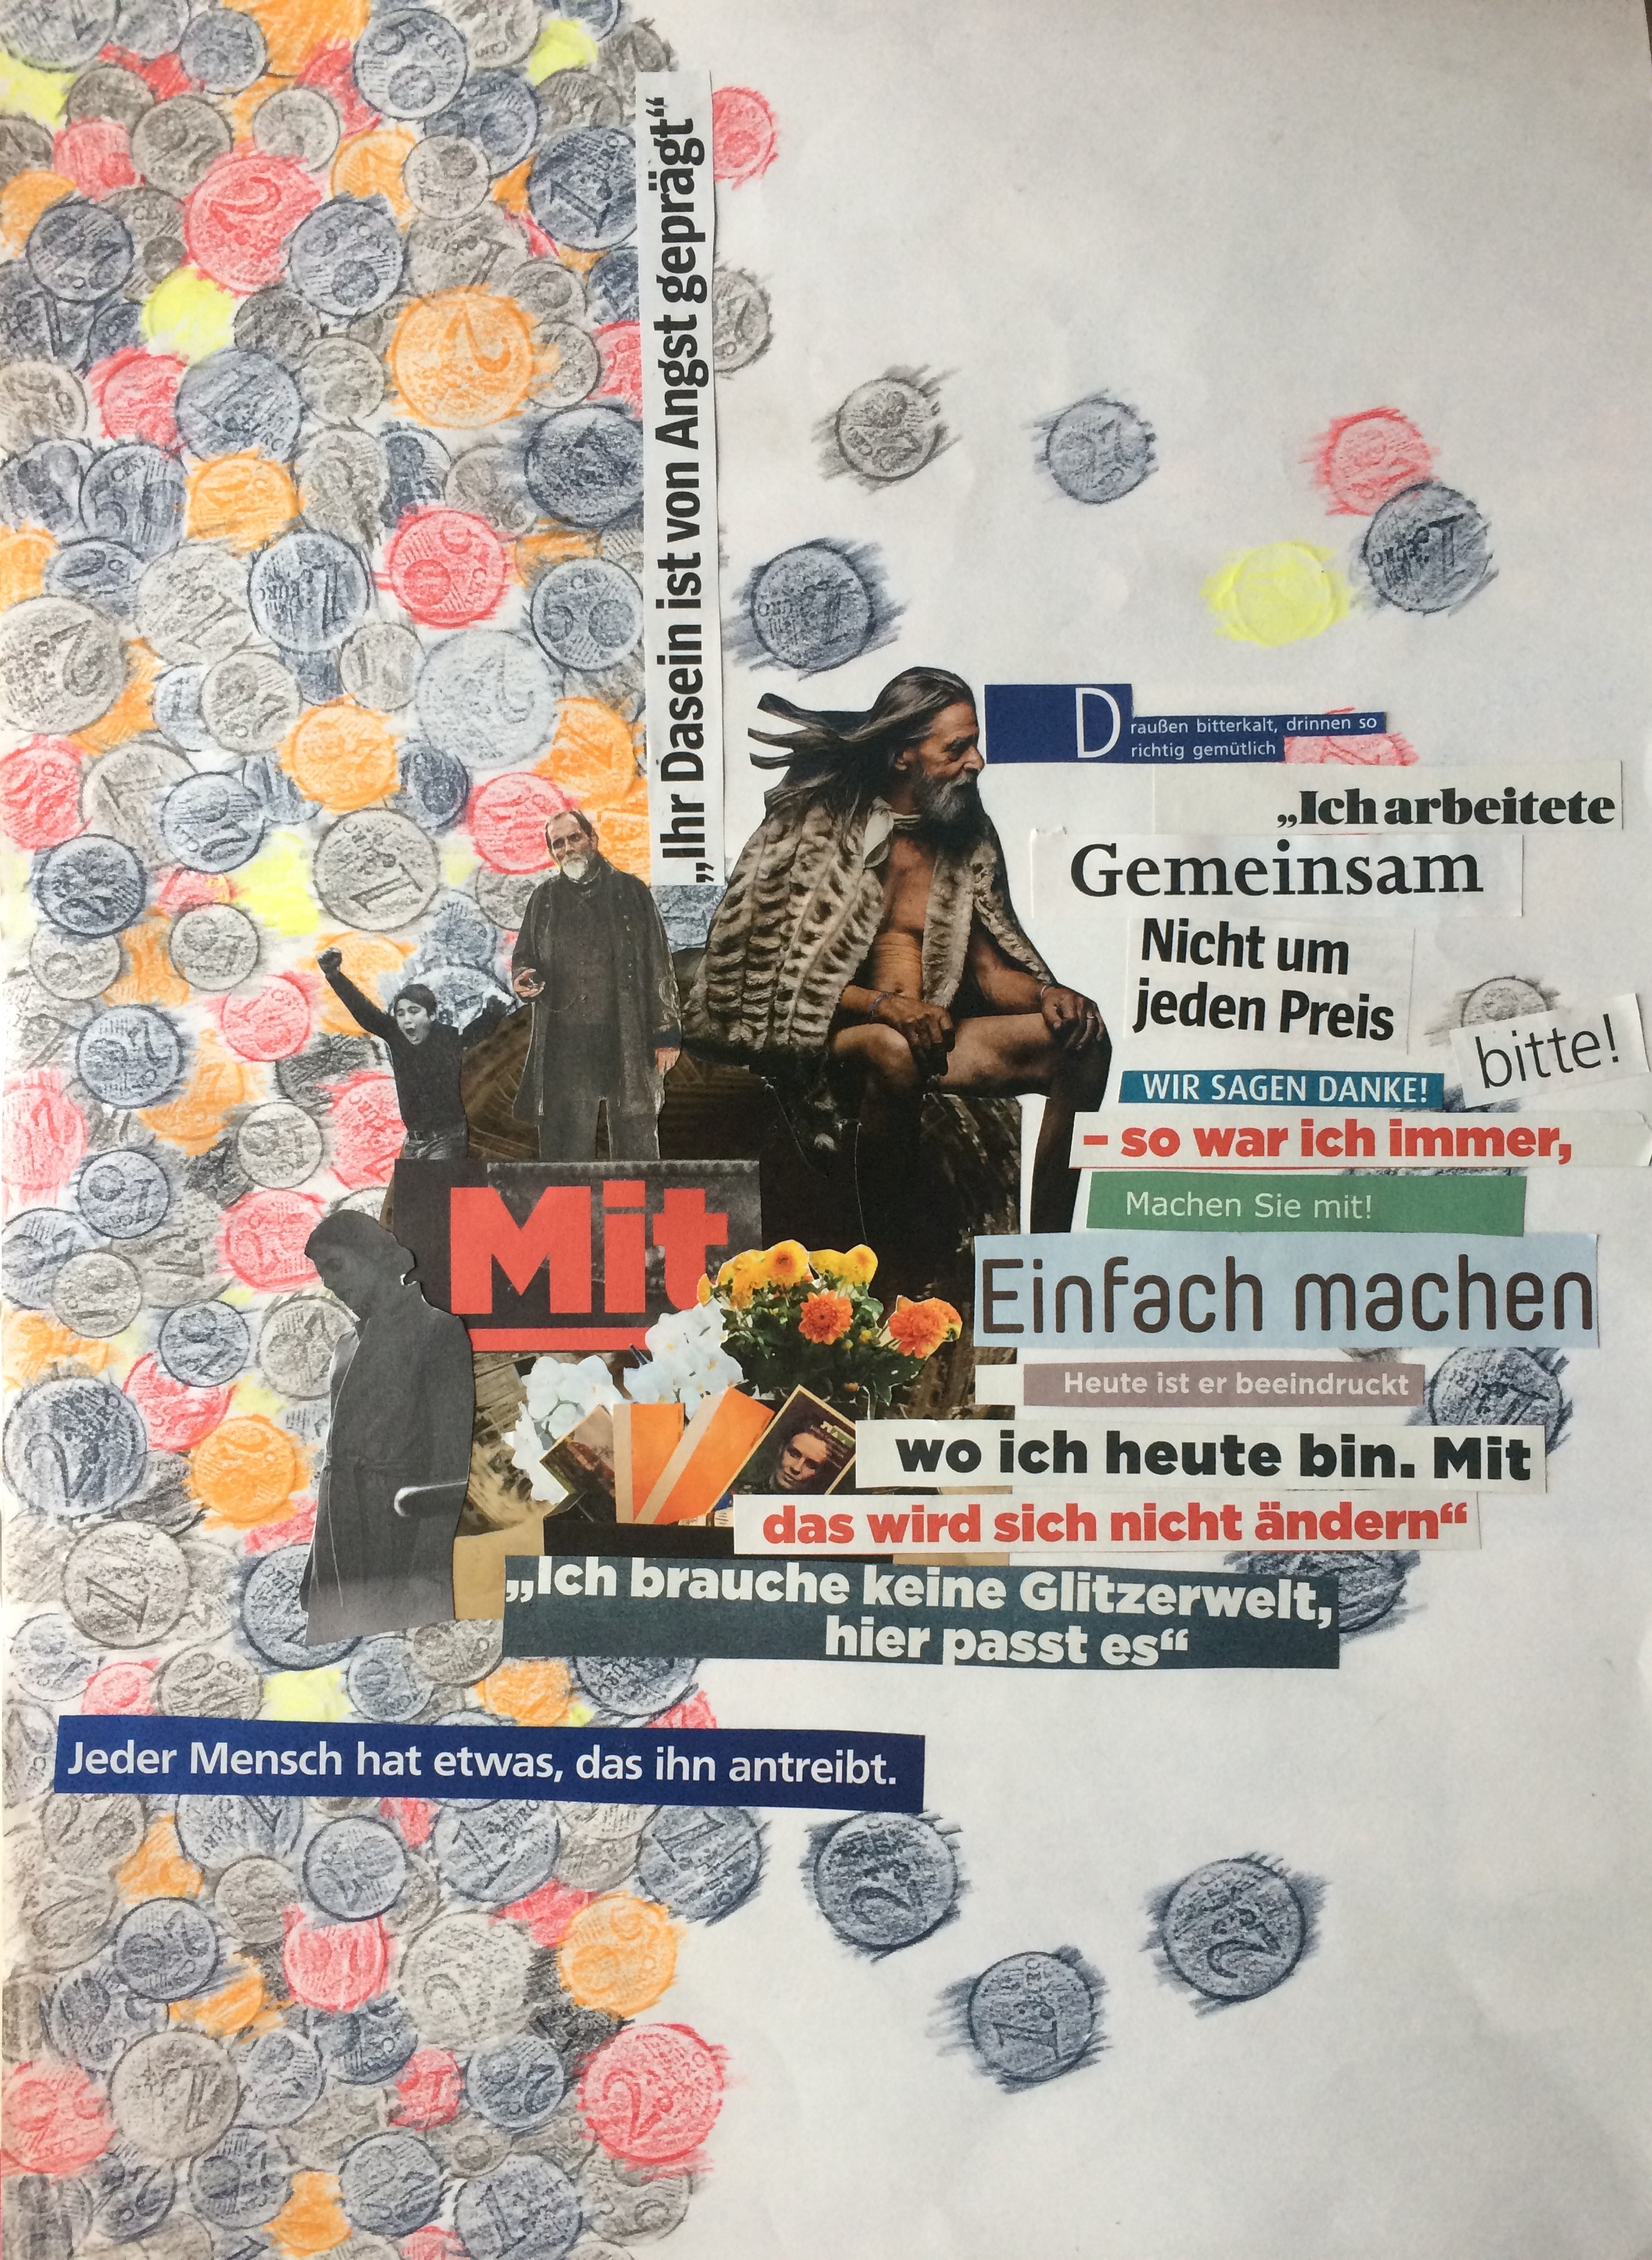 „Ihr Dasein ist von Angst geprägt“
Draußen bitterkalt, drinnen so
richtig gemütlich
„Ich arbeitete
Gemeinsam
Nicht um
jeden Preis
bitte!
WIR SAGEN DANKE!
– so war ich immer,
Machen Sie mit!
Mit
Einfach machen
Heute ist er beeindruckt
wo ich heute bin. Mit
das wird sich nicht ändern“
„Ich brauche keine Glitzerwelt,
hier passt es“
Jeder Mensch hat etwas, das ihn antreibt.